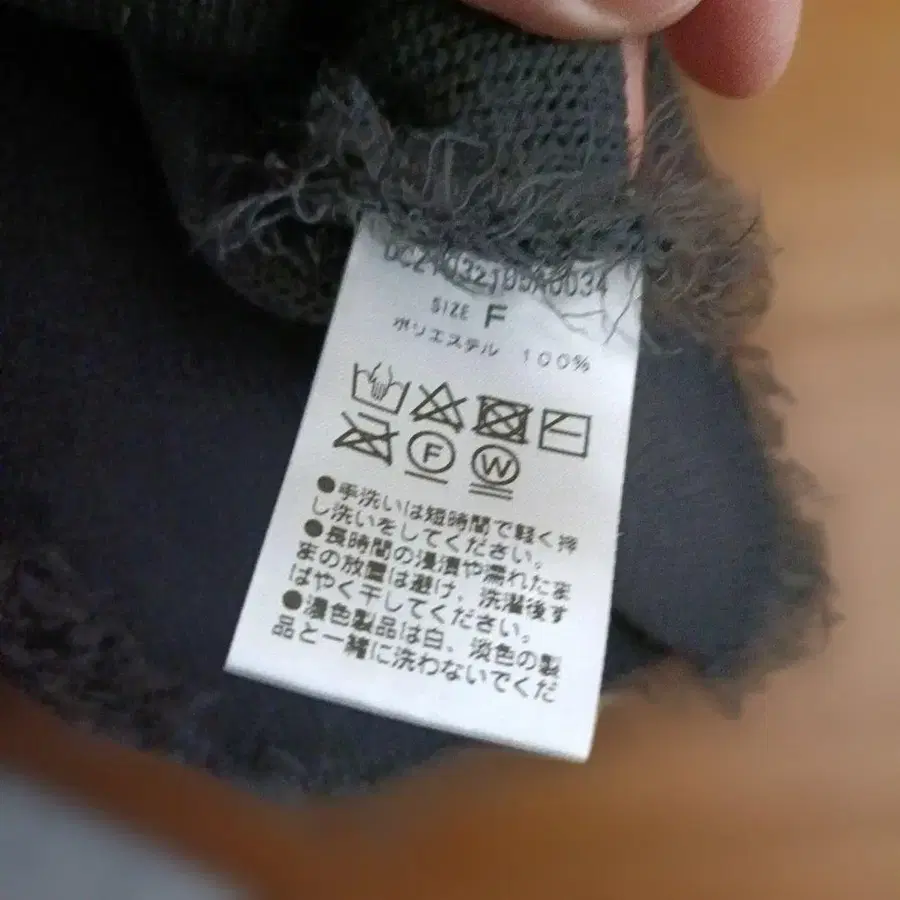 SIZE F
ポリエステル 100%
F W
●手洗いは短時間で軽く押
し洗いをしてください。
●長時間の浸漬や濡れたま
まの放置は避け、洗濯後す
ばやく干してください。
●濃色製品は白、淡色の製
品と一緒に洗わないでくだ